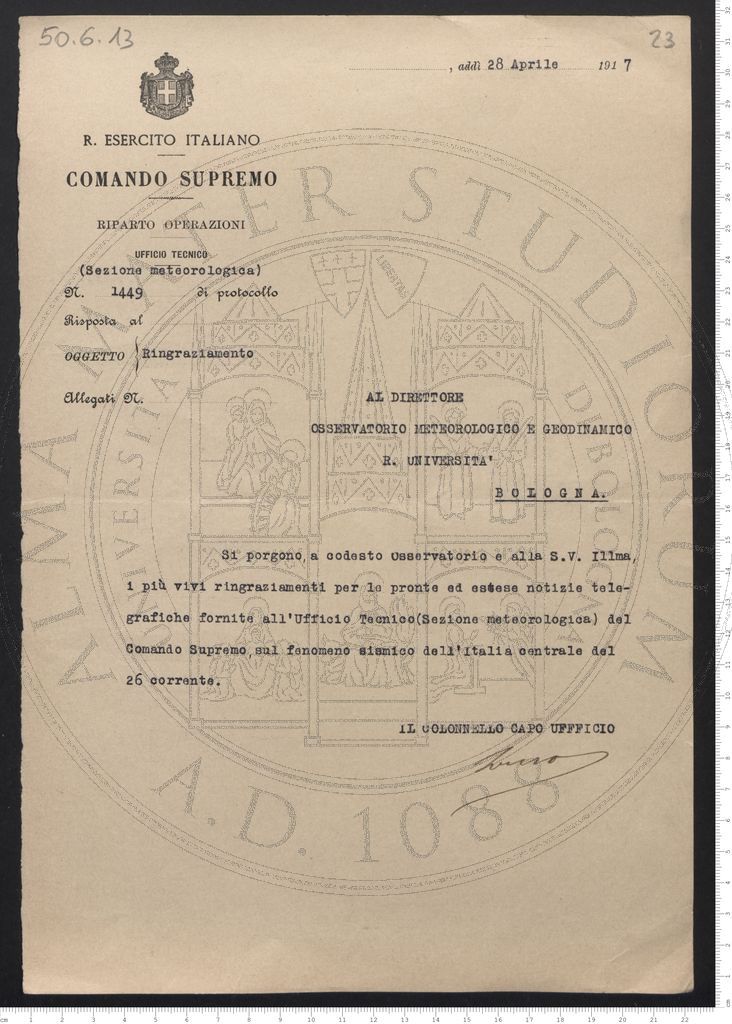 50.6.13
23
, addì 28 Aprile 1917
R. ESERCITO ITALIANO
COMANDO SUPREMO
RIPARTO OPERAZIONI
UFFICIO TECNICO
(Sezione meteorologica)
N. 1449 di protocollo
Risposta al
OGGETTO { Ringraziamento
Allegati N.
AL DIRETTORE
OSSERVATORIO METEOROLOGICO E GEODINAMICO
R. UNIVERSITA'
BOLOGNA.
Si porgono, a codesto Osservatorio e alla S.V. Illma,
i più vivi ringraziamenti per le pronte ed estese notizie tele-
grafiche fornite all'Ufficio Tecnico(Sezione meteorologica) del
Comando Supremo, sul fenomeno sismico dell'Italia centrale del
26 corrente.
IL COLONNELLO CAPO UFFFICIO
ALMA MATER STUDIORUM
A.D. 1088
LIBERTAS